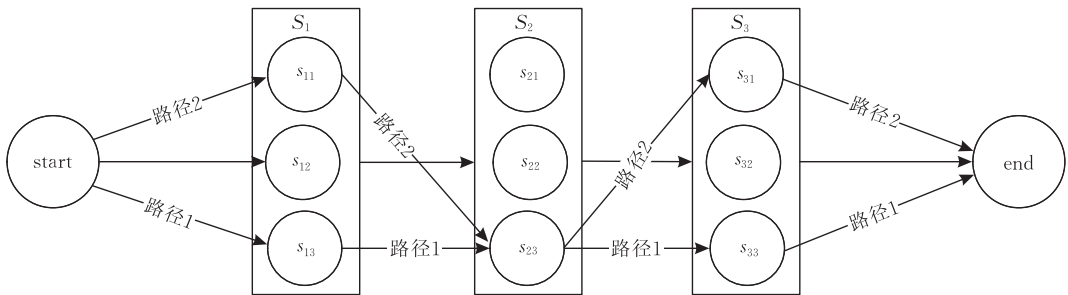 S₁ S₂ S₃
s₁₁ s₂₁ s₃₁
路径2 路径2 路径2 路径2
start s₁₂ s₂₂ s₃₂ end
路径1 路径1 路径1 路径1
s₁₃ s₂₃ s₃₃